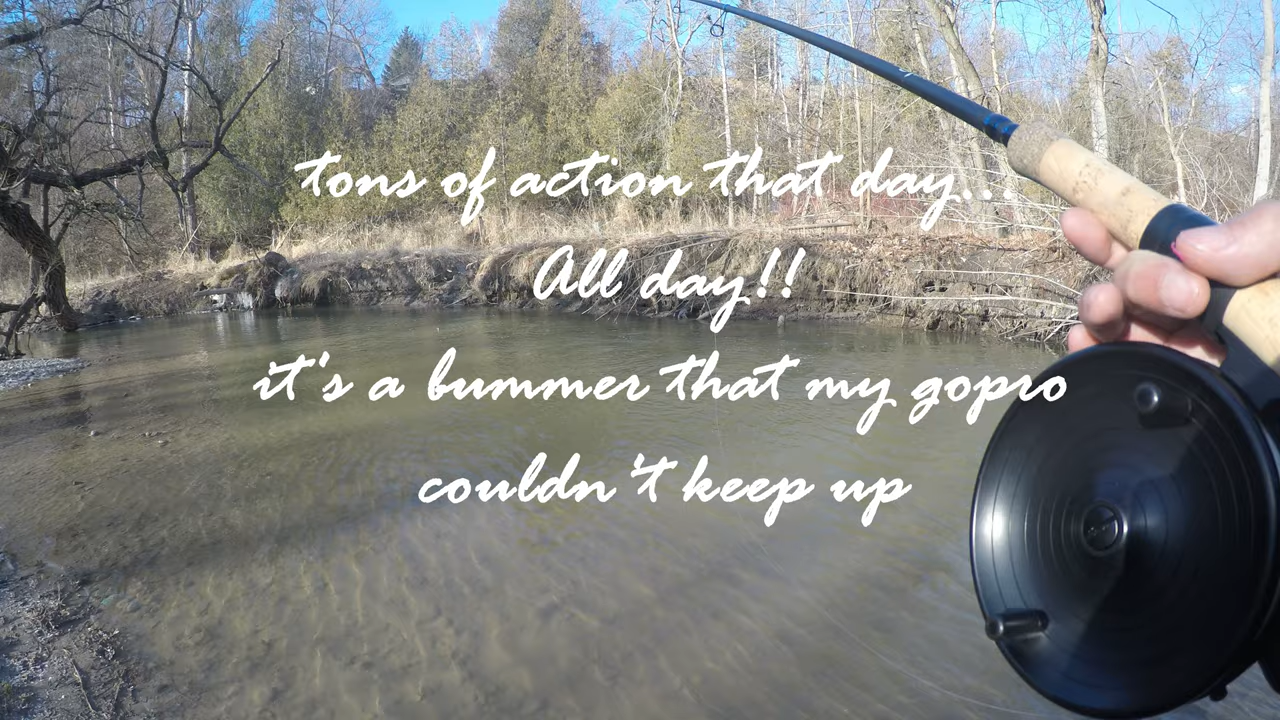 tons of action that day...
All day!!
it's a bummer that my gopro
couldn't keep up